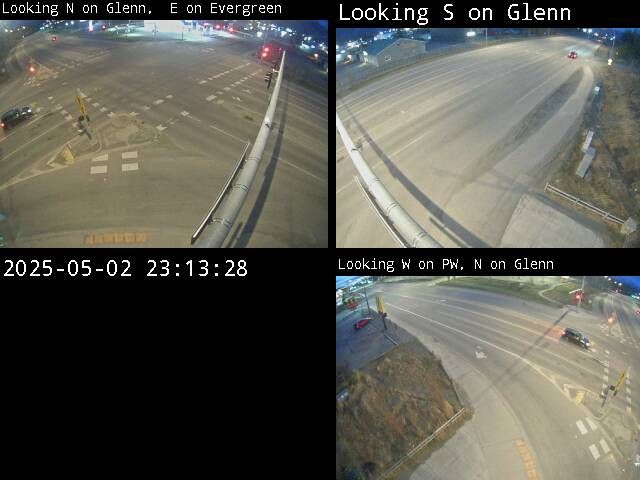 Looking N on Glenn,  E on Evergreen
Looking S on Glenn
2025-05-02 23:13:28
Looking W on PW, N on Glenn